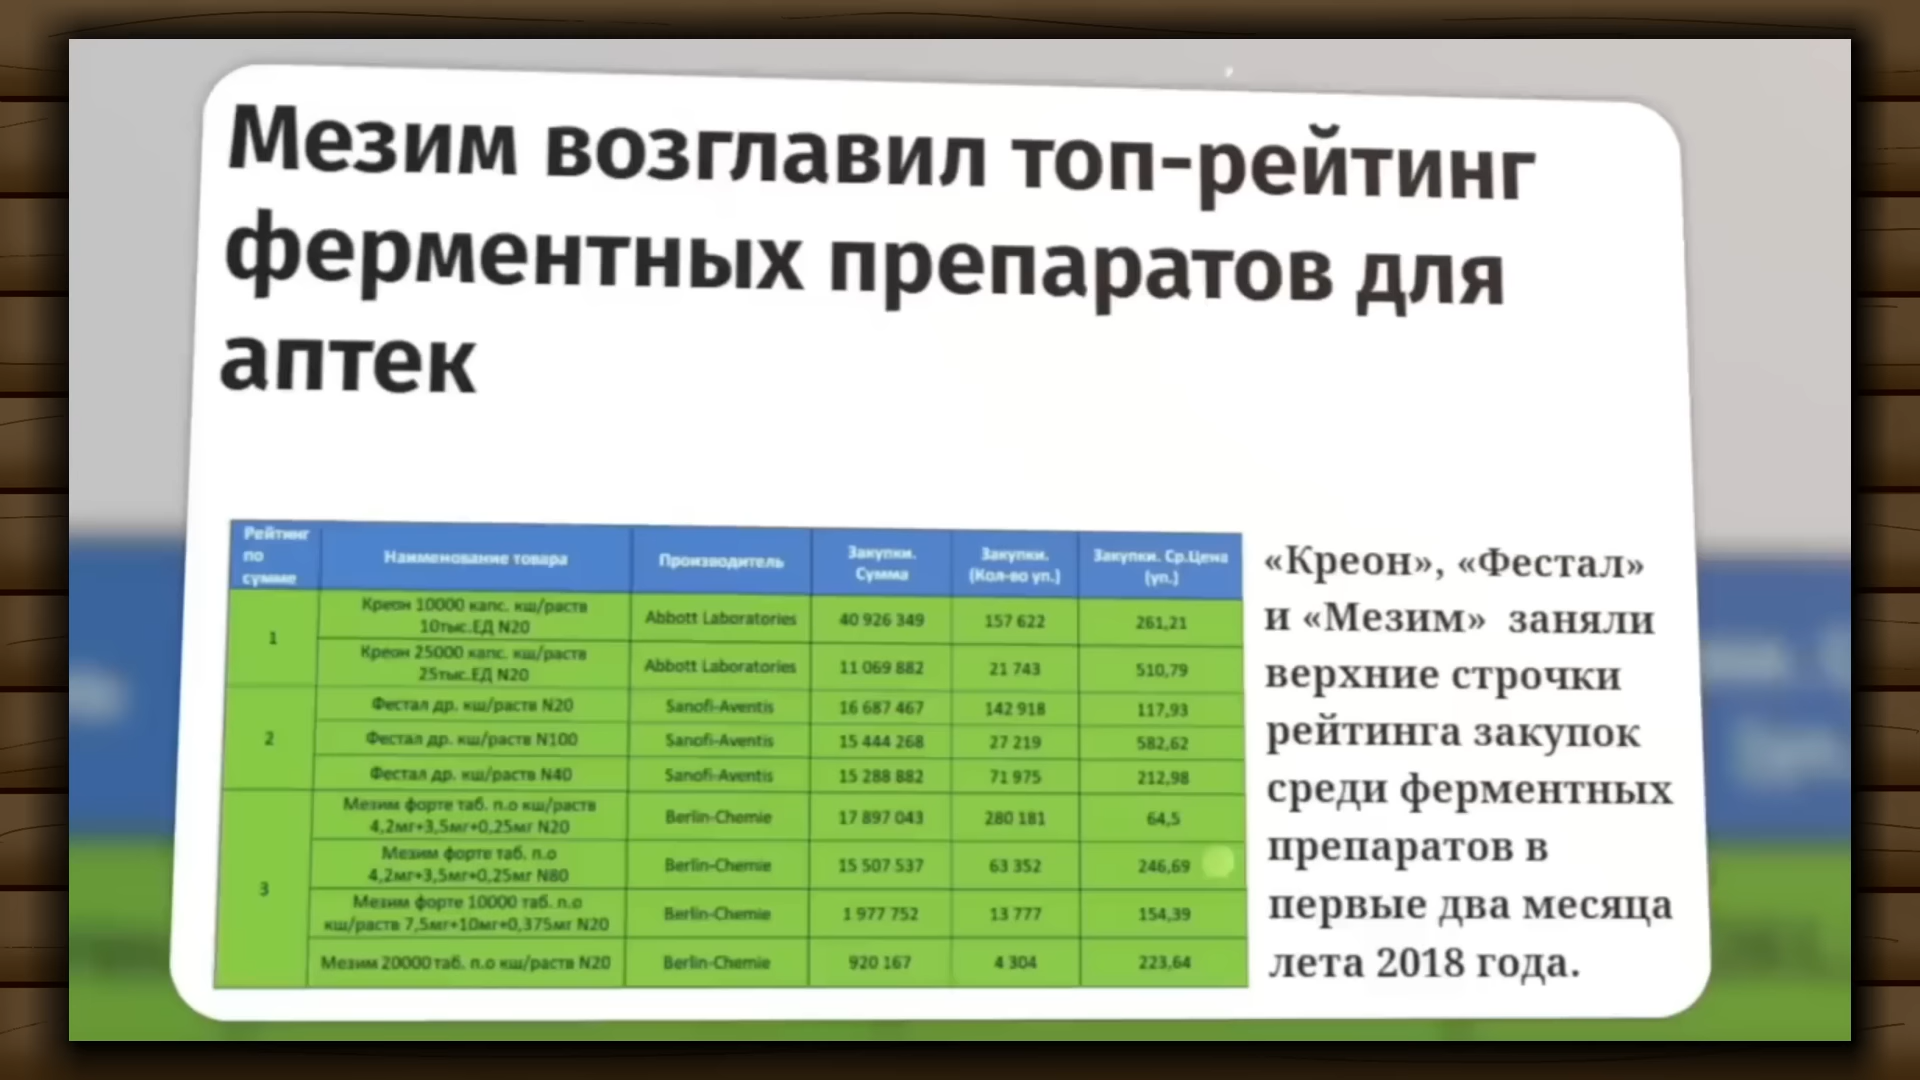 Мезим возглавил топ-рейтинг
ферментных препаратов для
аптек
Рейтинг по сумме Наименование товара Производитель Закупки. Сумма Закупки. (Кол-во уп.) Закупки. Ср.Цена (уп.)
1 Креон 10000 капс. кш/раств 10тыс.ЕД N20 Abbott Laboratories 40 926 349 157 622 261,21
Креон 25000 капс. кш/раств 25тыс.ЕД N20 Abbott Laboratories 11 069 882 21 743 510,79
2 Фестал др. кш/раств N20 Sanofi-Aventis 16 687 467 142 918 117,93
Фестал др. кш/раств N100 Sanofi-Aventis 15 444 268 27 219 582,62
Фестал др. кш/раств N40 Sanofi-Aventis 15 288 882 71 975 212,98
3 Мезим форте таб. п.о кш/раств 4,2мг+3,5мг+0,25мг N20 Berlin-Chemie 17 897 043 280 181 64,5
Мезим форте таб. п.о 4,2мг+3,5мг+0,25мг N80 Berlin-Chemie 15 507 537 63 352 246,69
Мезим форте 10000 таб. п.о кш/раств 7,5мг+10мг+0,375мг N20 Berlin-Chemie 1 977 752 13 777 154,39
Мезим 20000 таб. п.о кш/раств N20 Berlin-Chemie 920 167 4 304 223,64
«Креон», «Фестал»
и «Мезим» заняли
верхние строчки
рейтинга закупок
среди ферментных
препаратов в
первые два месяца
лета 2018 года.